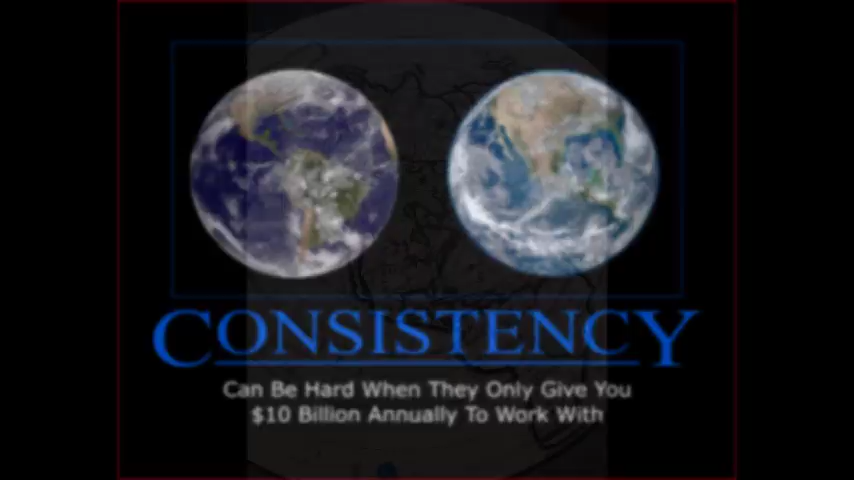 CONSISTENCY
Can Be Hard When They Only Give You
$10 Billion Annually To Work With